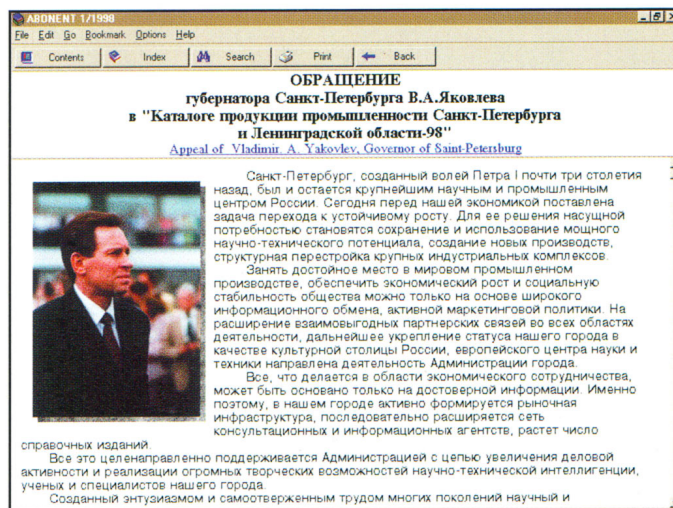 ABONENT 1/1998
File Edit Go Bookmark Options Help
Contents Index Search Print Back
ОБРАЩЕНИЕ
губернатора Санкт-Петербурга В.А.Яковлева
в "Каталоге продукции промышленности Санкт-Петербурга
и Ленинградской области-98"
Appeal of Vladimir. A. Yakovlev, Governor of Saint-Petersburg
Санкт-Петербург, созданный волей Петра I почти три столетия
назад, был и остается крупнейшим научным и промышленным
центром России. Сегодня перед нашей экономикой поставлена
задача перехода к устойчивому росту. Для ее решения насущной
потребностью становятся сохранение и использование мощного
научно-технического потенциала, создание новых производств,
структурная перестройка крупных индустриальных комплексов.
Занять достойное место в мировом промышленном
производстве, обеспечить экономический рост и социальную
стабильность общества можно только на основе широкого
информационного обмена, активной маркетинговой политики. На
расширение взаимовыгодных партнерских связей во всех областях
деятельности, дальнейшее укрепление статуса нашего города в
качестве культурной столицы России, европейского центра науки и
техники направлена деятельность Администрации города.
Все, что делается в области экономического сотрудничества,
может быть основано только на достоверной информации. Именно
поэтому, в нашем городе активно формируется рыночная
инфраструктура, последовательно расширяется сеть
консультационных и информационных агентств, растет число
справочных изданий.
Все это целенаправленно поддерживается Администрацией с целью увеличения деловой
активности и реализации огромных творческих возможностей научно-технической интеллигенции,
ученых и специалистов нашего города.
Созданный энтузиазмом и самоотверженным трудом многих поколений научный и